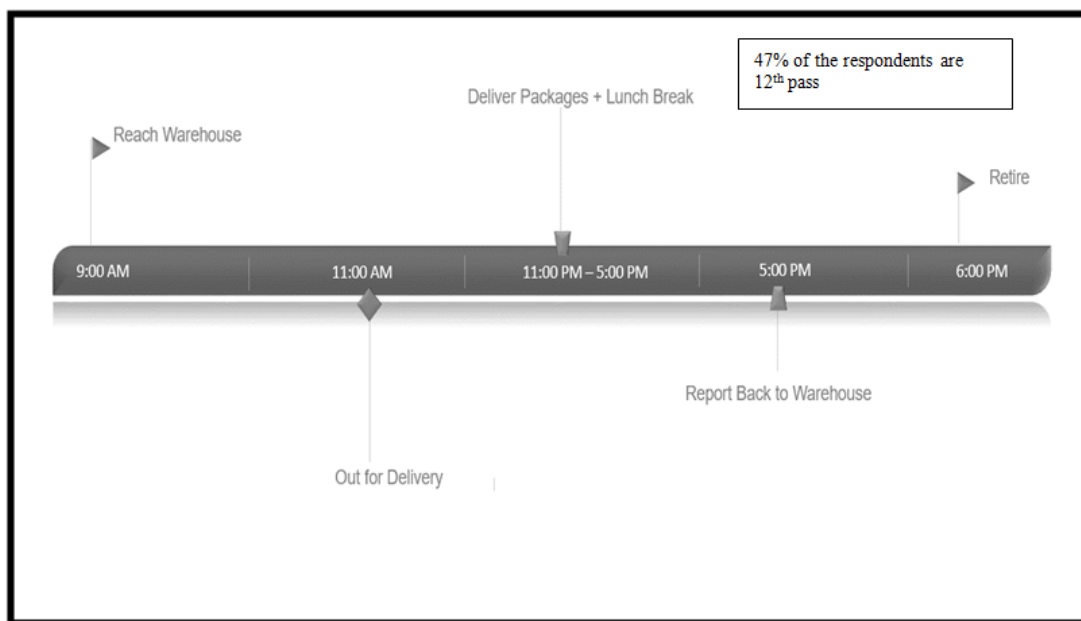 47% of the respondents are
12th pass
Deliver Packages + Lunch Break
Reach Warehouse
Retire
9:00 AM
11:00 AM
11:00 PM – 5:00 PM
5:00 PM
6:00 PM
Report Back to Warehouse
Out for Delivery